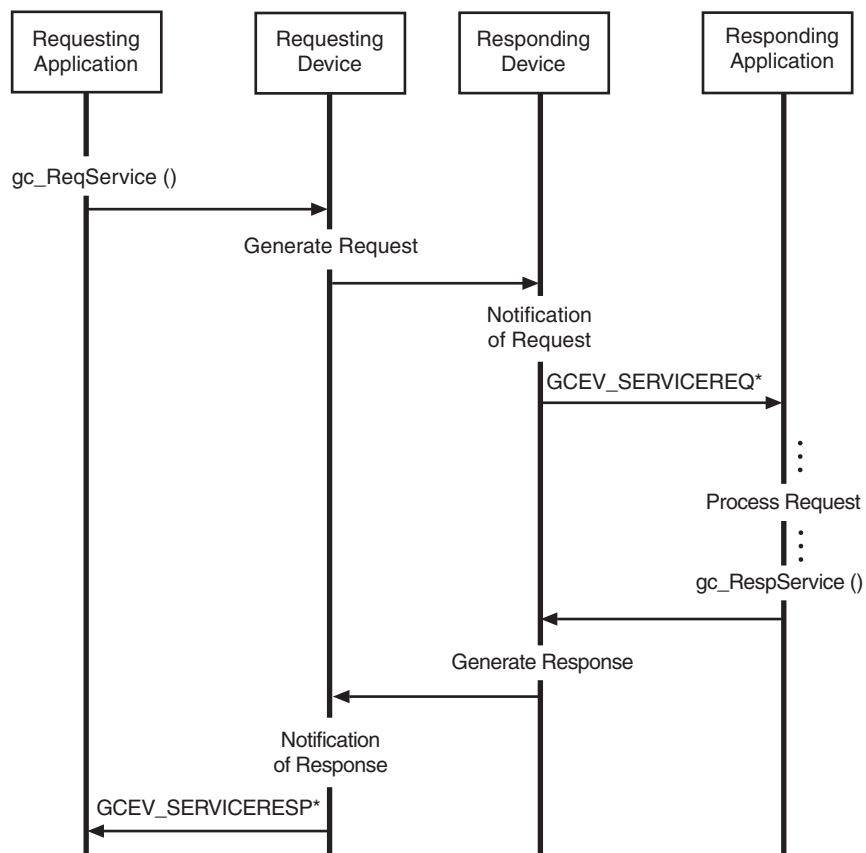 Requesting
Application
Requesting
Device
Responding
Device
Responding
Application
gc_ReqService ()
Generate Request
Notification
of Request
GCEV_SERVICEREQ*
Process Request
gc_RespService ()
Generate Response
Notification
of Response
GCEV_SERVICERESP*